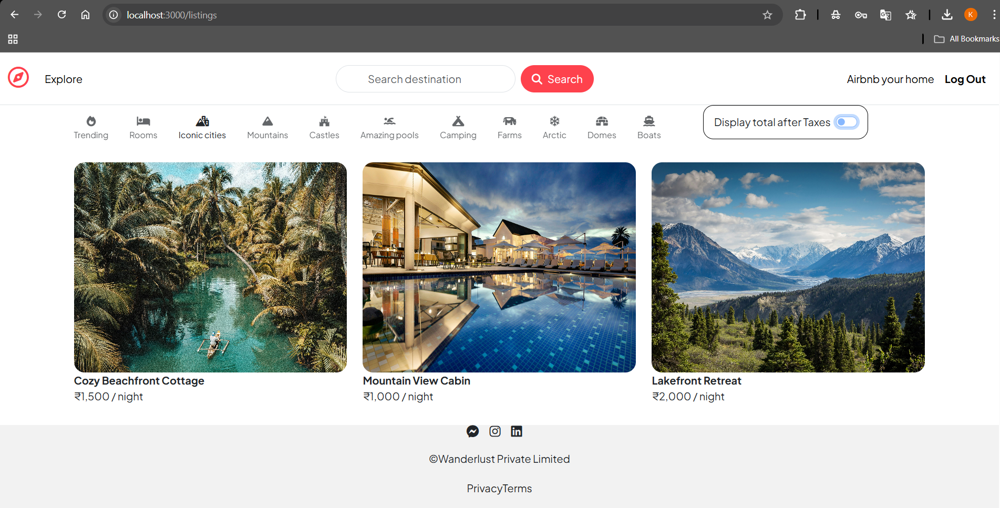 localhost:3000/listings
K
All Bookmarks
Explore
Search destination
Search
Airbnb your home
Log Out
Trending
Rooms
Iconic cities
Mountains
Castles
Amazing pools
Camping
Farms
Arctic
Domes
Boats
Display total after Taxes
Cozy Beachfront Cottage
₹1,500 / night
Mountain View Cabin
₹1,000 / night
Lakefront Retreat
₹2,000 / night
©Wanderlust Private Limited
PrivacyTerms